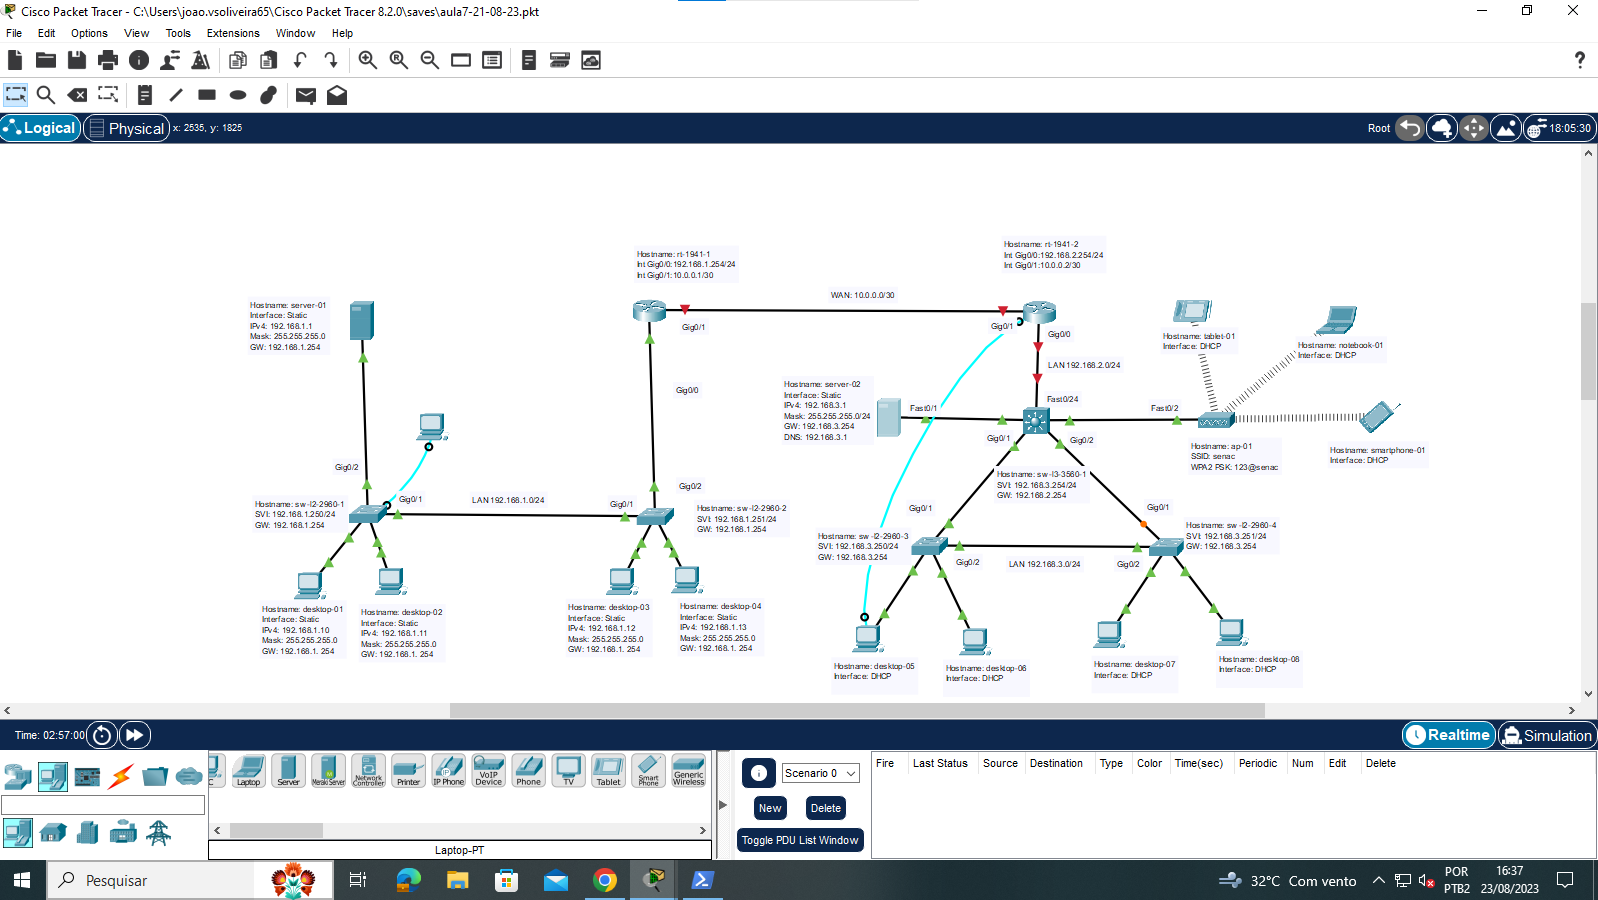 Cisco Packet Tracer - C:\Users\joao.vsoliveira65\Cisco Packet Tracer 8.2.0\saves\aula7-21-08-23.pkt
File Edit Options View Tools Extensions Window Help
Logical Physical x: 2535, y: 1825
Root 18:05:30
Hostname: rt-1941-1
Int Gig0/0:192.168.1.254/24
Int Gig0/1:10.0.0.1/30
Hostname: rt-1941-2
Int Gig0/0:192.168.2.254/24
Int Gig0/1:10.0.0.2/30
WAN: 10.0.0.0/30
Gig0/1
Gig0/1
Gig0/0
Hostname: server-01
Interface: Static
IPv4: 192.168.1.1
Mask: 255.255.255.0
GW: 192.168.1.254
Hostname: tablet-01
Interface: DHCP
Hostname: notebook-01
Interface: DHCP
LAN 192.168.2.0/24
Gig0/0
Hostname: server-02
Interface: Static
IPv4: 192.168.3.1
Mask: 255.255.255.0/24
GW: 192.168.3.254
DNS: 192.168.3.1
Fast0/1
Fast0/24
Fast0/2
Gig0/1
Gig0/2
Hostname: ap-01
SSID: senac
WPA2 PSK: 123@senac
Hostname: smartphone-01
Interface: DHCP
Hostname: sw-l3-3560-1
SVI: 192.168.3.254/24
GW: 192.168.2.254
Gig0/2
Gig0/1
Hostname: sw-l2-2960-1
SVI: 192.168.1.250/24
GW: 192.168.1.254
LAN 192.168.1.0/24
Gig0/1
Gig0/2
Hostname: sw-l2-2960-2
SVI: 192.168.1.251/24
GW: 192.168.1.254
Gig0/1
Gig0/1
Hostname: sw-l2-2960-3
SVI: 192.168.3.250/24
GW: 192.168.3.254
Hostname: sw-l2-2960-4
SVI: 192.168.3.251/24
GW: 192.168.3.254
Gig0/2
LAN 192.168.3.0/24
Gig0/2
Hostname: desktop-01
Interface: Static
IPv4: 192.168.1.10
Mask: 255.255.255.0
GW: 192.168.1. 254
Hostname: desktop-02
Interface: Static
IPv4: 192.168.1.11
Mask: 255.255.255.0
GW: 192.168.1. 254
Hostname: desktop-03
Interface: Static
IPv4: 192.168.1.12
Mask: 255.255.255.0
GW: 192.168.1. 254
Hostname: desktop-04
Interface: Static
IPv4: 192.168.1.13
Mask: 255.255.255.0
GW: 192.168.1. 254
Hostname: desktop-05
Interface: DHCP
Hostname: desktop-06
Interface: DHCP
Hostname: desktop-07
Interface: DHCP
Hostname: desktop-08
Interface: DHCP
Time: 02:57:00
Realtime Simulation
C Laptop Server Meraki Server Network Controller Printer IP Phone VoIP Device Phone TV Tablet Smart Phone Generic Wireless
Laptop-PT
Scenario 0
New Delete
Toggle PDU List Window
Fire Last Status Source Destination Type Color Time(sec) Periodic Num Edit Delete
Pesquisar
32°C Com vento
POR
PTB2
16:37
23/08/2023